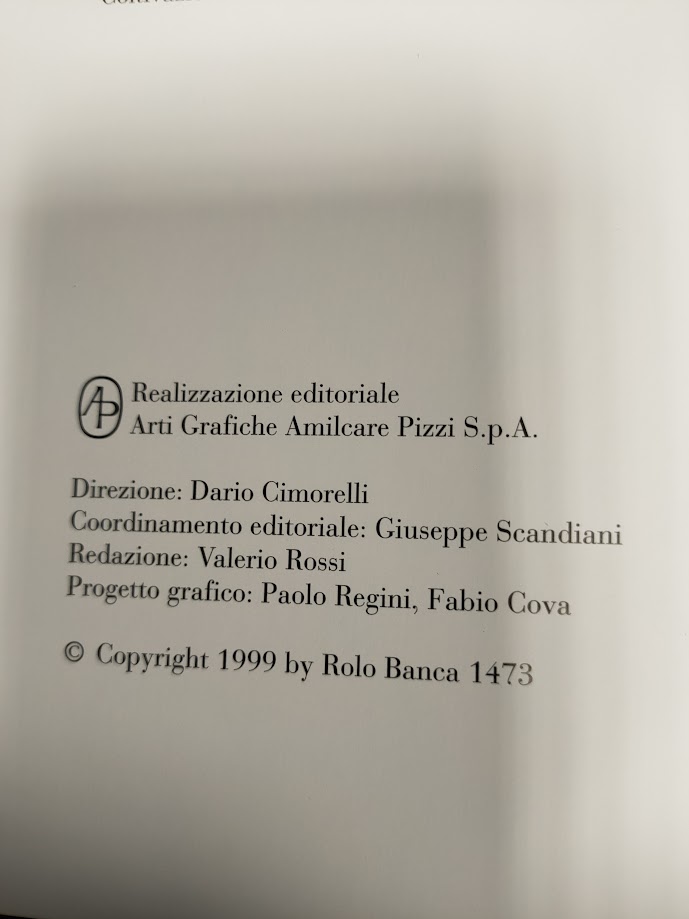 AP
Realizzazione editoriale
Arti Grafiche Amilcare Pizzi S.p.A.
Direzione: Dario Cimorelli
Coordinamento editoriale: Giuseppe Scandiani
Redazione: Valerio Rossi
Progetto grafico: Paolo Regini, Fabio Cova
© Copyright 1999 by Rolo Banca 1473